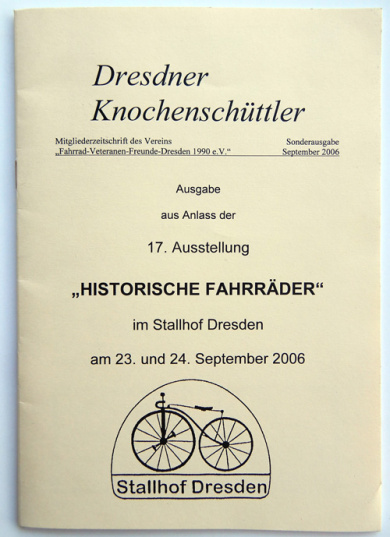 Dresdner
Knochenschüttler
Mitgliederzeitschrift des Vereins Sonderausgabe
„Fahrrad-Veteranen-Freunde-Dresden 1990 e.V.“ September 2006
Ausgabe
aus Anlass der
17. Ausstellung
„HISTORISCHE FAHRRÄDER“
im Stallhof Dresden
am 23. und 24. September 2006
Stallhof Dresden